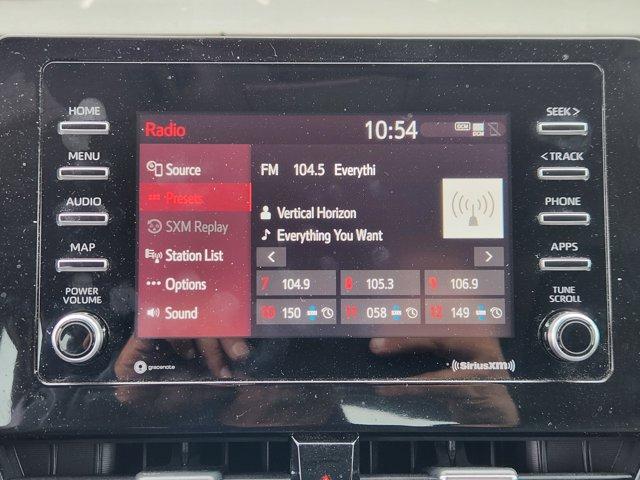 HOME
MENU
AUDIO
MAP
POWER
VOLUME
Radio
10:54
DCM
Source
Presets
SXM Replay
Station List
Options
Sound
FM 104.5 Everythi
Vertical Horizon
Everything You Want
< >
7 104.9
8 105.3
9 106.9
10 150
11 058
12 149
SEEK >
< TRACK
PHONE
APPS
TUNE
SCROLL
gracenote
((SiriusXM))